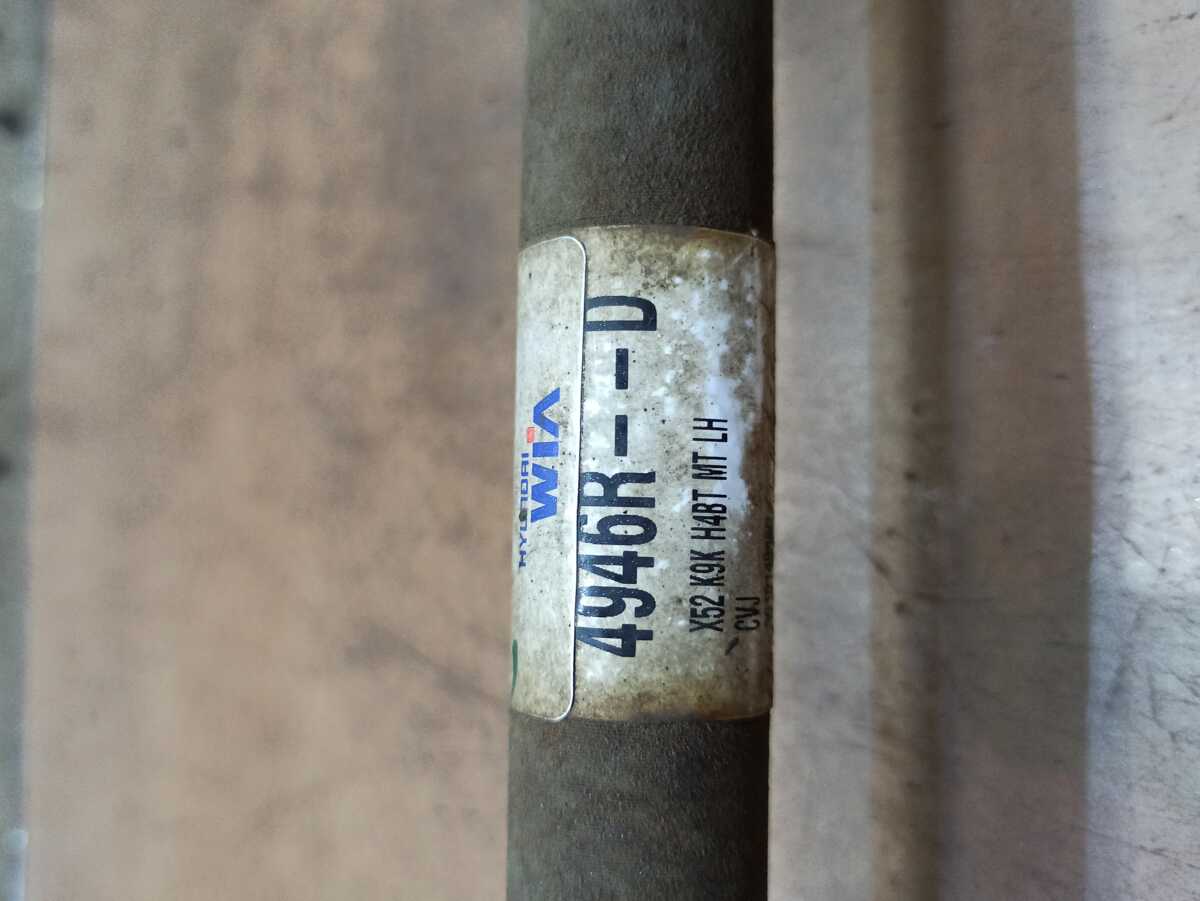 HYUNDAI
WIA
4946R---D
X52 K9K H4BT MT LH
CVJ